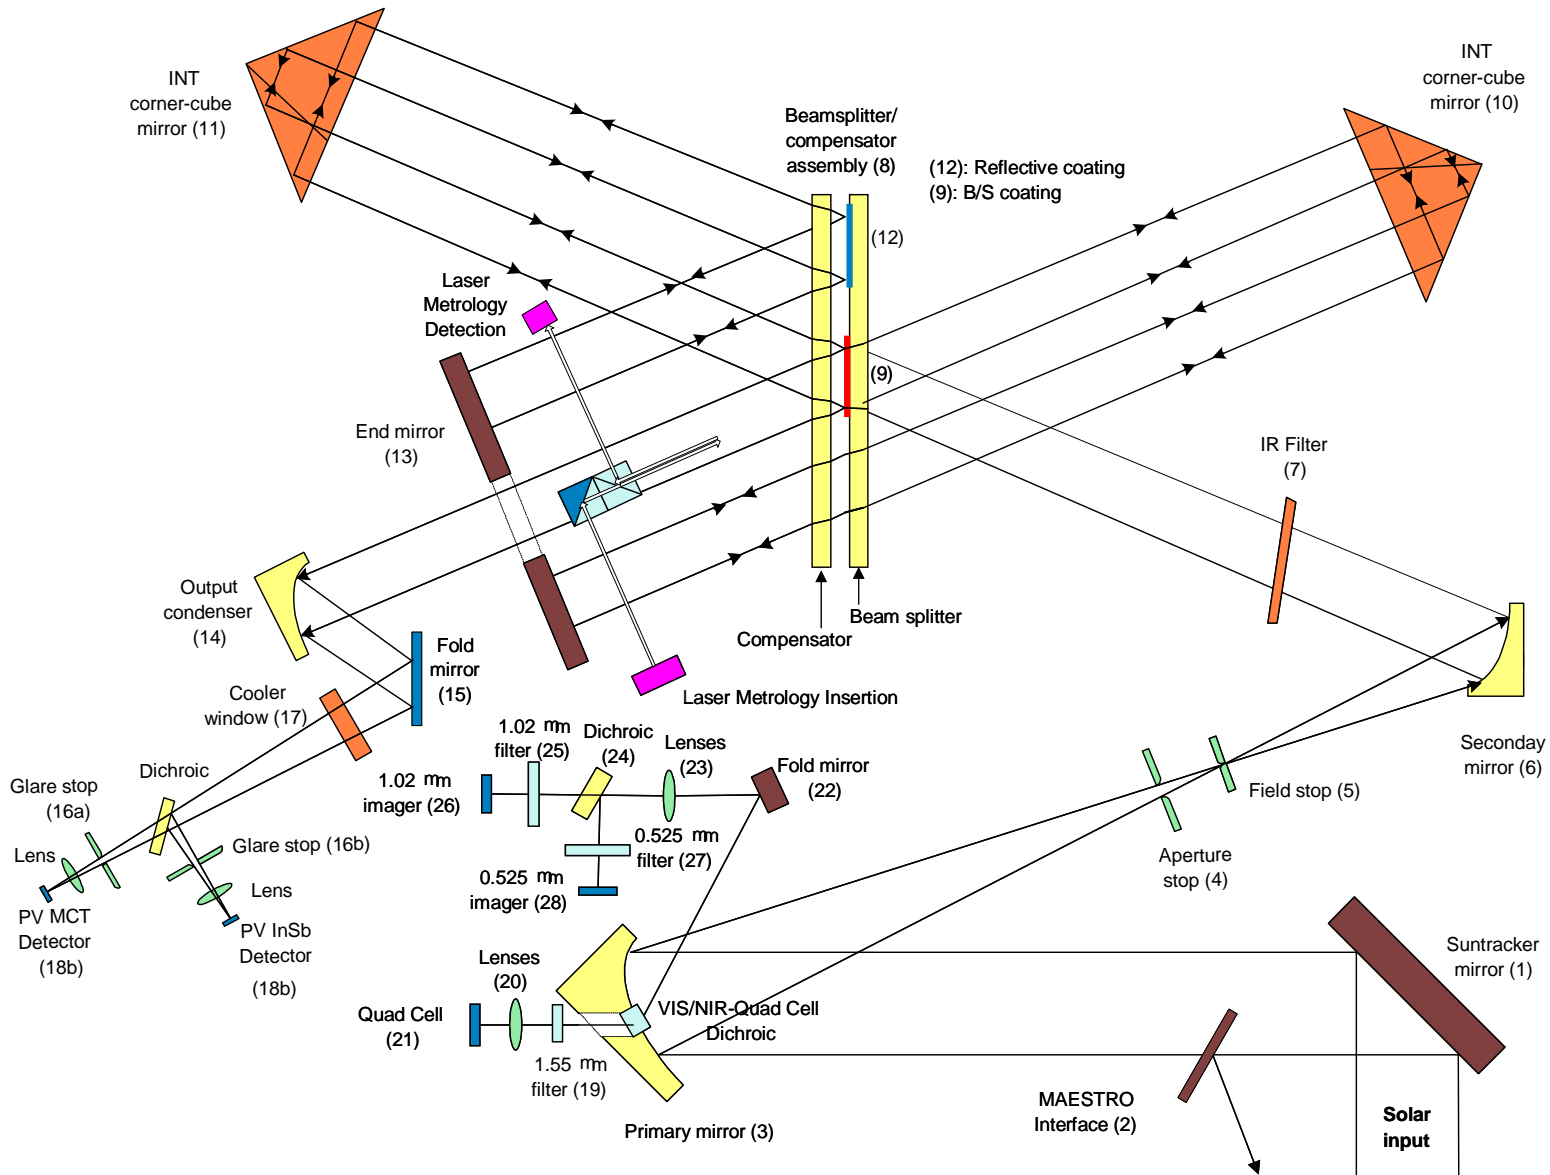 INT
corner-cube
mirror (11)
INT
corner-cube
mirror (10)
Beamsplitter/
compensator
assembly (8)
(12): Reflective coating
(9): B/S coating
(12)
Laser
Metrology
Detection
(9)
End mirror
(13)
IR Filter
(7)
Output
condenser
(14)
Beam splitter
Compensator
Fold
mirror
(15)
Laser Metrology Insertion
Cooler
window (17)
1.02 mm
filter (25)
Dichroic
(24)
Lenses
(23)
Fold mirror
(22)
Seconday
mirror (6)
Dichroic
Glare stop
(16a)
1.02 mm
imager (26)
Field stop (5)
0.525 mm
filter (27)
Glare stop (16b)
Lens
Aperture
stop (4)
0.525 mm
imager (28)
Lens
PV MCT
Detector
(18b)
PV InSb
Detector
(18b)
Suntracker
mirror (1)
Lenses
(20)
Quad Cell
(21)
VIS/NIR-Quad Cell
Dichroic
1.55 mm
filter (19)
MAESTRO
Interface (2)
Solar
input
Primary mirror (3)